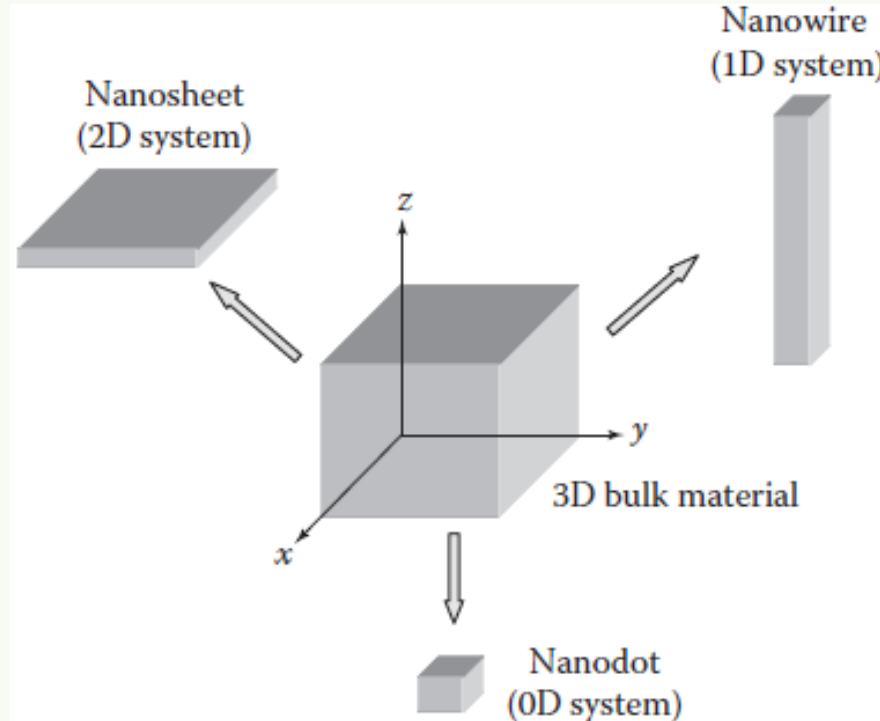 Nanowire
(1D system)
Nanosheet
(2D system)
z
y
3D bulk material
x
Nanodot
(0D system)